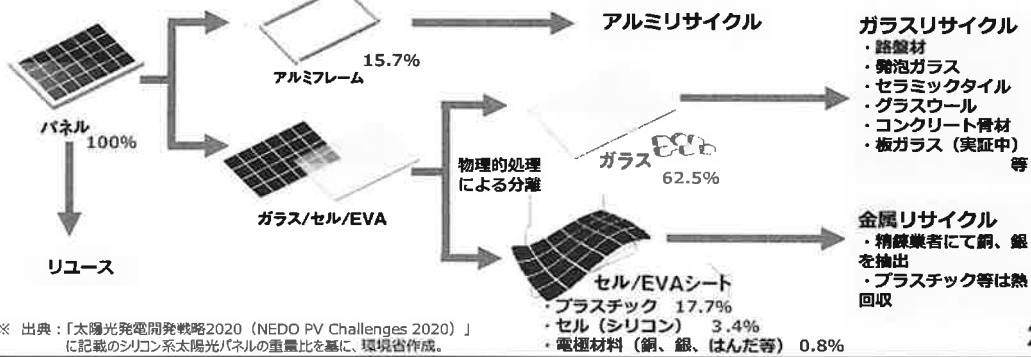 アルミリサイクル
ガラスリサイクル
・路盤材
・発泡ガラス
・セラミックタイル
・グラスウール
・コンクリート骨材
・板ガラス（実証中）
等
15.7%
アルミフレーム
パネル
100%
物理的処理
による分離
ガラス
62.5%
ガラス/セル/EVA
リユース
金属リサイクル
・精錬業者にて銅、銀
を抽出
・プラスチック等は熱
回収
セル/EVAシート
・プラスチック 17.7%
・セル（シリコン） 3.4%
・電極材料（銅、銀、はんだ等）0.8%
※ 出典：「太陽光発電開発戦略2020（NEDO PV Challenges 2020）」
に記載のシリコン系太陽光パネルの重量比を基に、環境省作成。